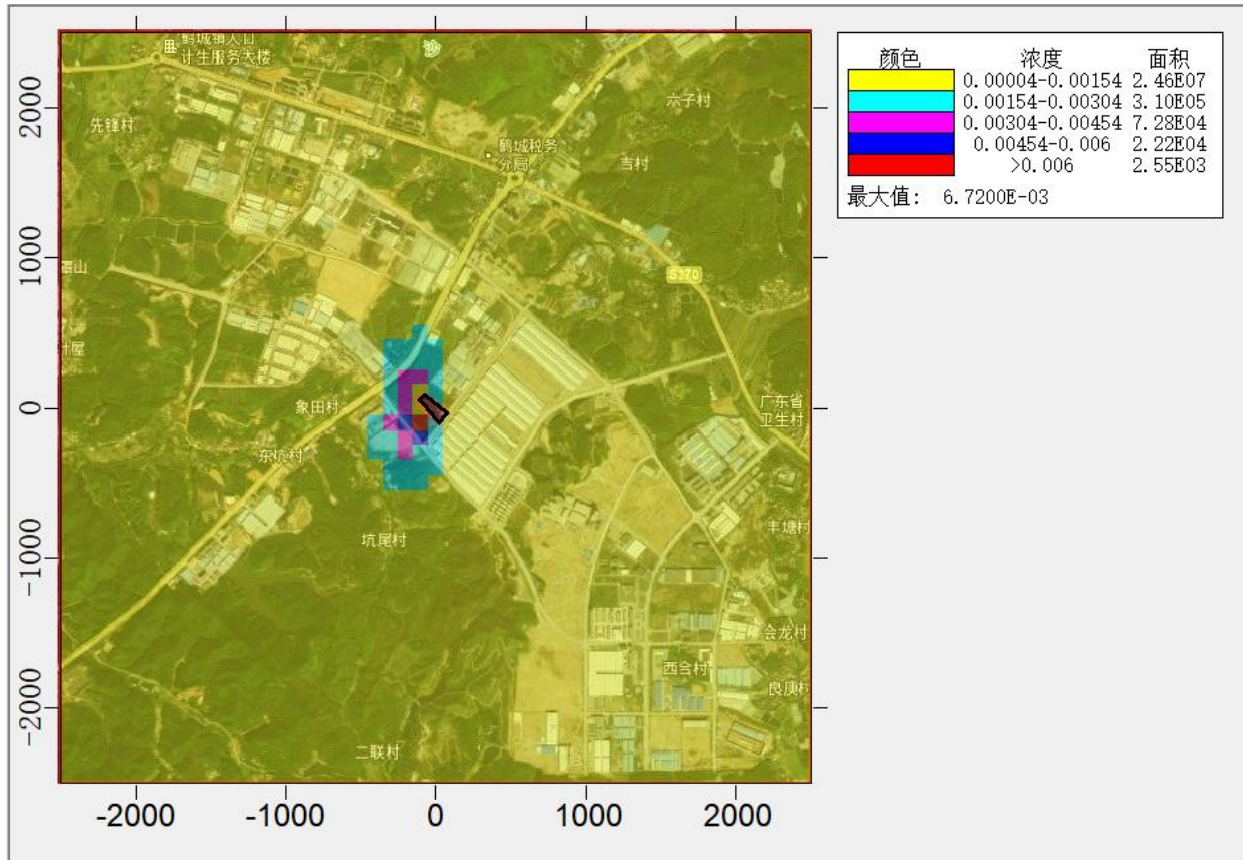 鹤城镇人口
计生服务大楼
沙
六子村
先锋村
鹤城税务
分局
吉村
S270
象田村
东坑村
广东省
卫生村
坑尾村
丰塘村
会龙村
西合村
二联村
2000
1000
0
-1000
-2000
-2000
-1000
0
1000
2000
颜色 浓度 面积
0.00004-0.00154 2.46E07
0.00154-0.00304 3.10E05
0.00304-0.00454 7.28E04
0.00454-0.006 2.22E04
>0.006 2.55E03
最大值: 6.7200E-03